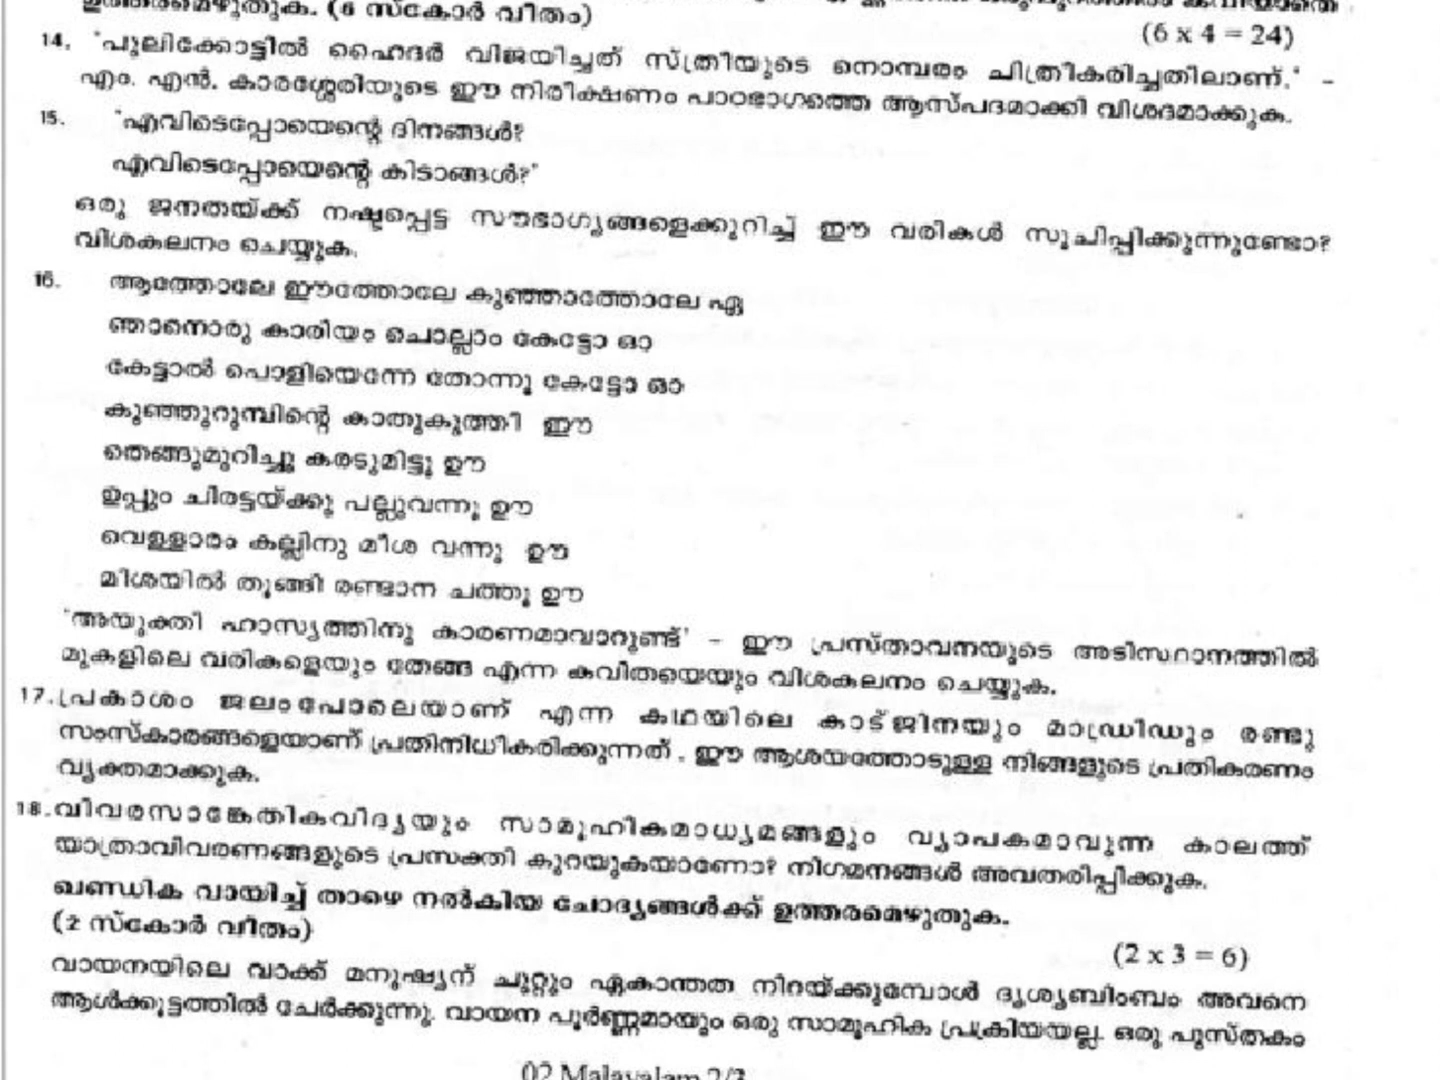 ഉത്തരമെഴുതുക. (6 സ്കോർ വീതം)
(6 x 4 = 24)
14. 'പുലിക്കോട്ടിൽ ഹൈദർ വിജയിച്ചത് സ്ത്രീയുടെ നൊമ്പരം ചിത്രീകരിച്ചതിലാണ്.' -
എം. എൻ. കാരശ്ശേരിയുടെ ഈ നിരീക്ഷണം പാഠഭാഗത്തെ ആസ്പദമാക്കി വിശദമാക്കുക.
15. "എവിടെപ്പോയെന്റെ ദിനങ്ങൾ?
എവിടെപ്പോയെന്റെ കിടാങ്ങൾ?"
ഒരു ജനതയ്ക്ക് നഷ്ടപ്പെട്ട സൗഭാഗ്യങ്ങളെക്കുറിച്ച് ഈ വരികൾ സൂചിപ്പിക്കുന്നുണ്ടോ?
വിശകലനം ചെയ്യുക.
16. ആത്തോലേ ഈത്തോലേ കുഞ്ഞാത്തോലേ ഏ
ഞാനൊരു കാരിയം ചൊല്ലാം കേട്ടോ ഓ
കേട്ടാൽ പൊളിയെന്നേ തോന്നൂ കേട്ടോ ഓ
കുഞ്ഞുറുമ്പിന്റെ കാതുകുത്തീ ഈ
തെങ്ങുമുറിച്ചൂ കരടുമിട്ടൂ ഊ
ഉപ്പും ചിരട്ടയ്ക്കു പല്ലുവന്നൂ ഊ
വെള്ളാരം കല്ലിനു മീശ വന്നൂ ഊ
മീശയിൽ തൂങ്ങി രണ്ടാന ചത്തൂ ഊ
'അയുക്തി ഹാസ്യത്തിനു കാരണമാവാറുണ്ട്' - ഈ പ്രസ്താവനയുടെ അടിസ്ഥാനത്തിൽ
മുകളിലെ വരികളെയും തേങ്ങ എന്ന കവിതയെയും വിശകലനം ചെയ്യുക.
17. പ്രകാശം ജലംപോലെയാണ് എന്ന കഥയിലെ കാട്ജിനയും മാഡ്രിഡും രണ്ടു
സംസ്കാരങ്ങളെയാണ് പ്രതിനിധീകരിക്കുന്നത് . ഈ ആശയത്തോടുള്ള നിങ്ങളുടെ പ്രതികരണം
വ്യക്തമാക്കുക.
18. വിവരസാങ്കേതികവിദ്യയും സാമൂഹികമാധ്യമങ്ങളും വ്യാപകമാവുന്ന കാലത്ത്
യാത്രാവിവരണങ്ങളുടെ പ്രസക്തി കുറയുകയാണോ? നിഗമനങ്ങൾ അവതരിപ്പിക്കുക.
ഖണ്ഡിക വായിച്ച് താഴെ നൽകിയ ചോദ്യങ്ങൾക്ക് ഉത്തരമെഴുതുക.
(2 സ്കോർ വീതം)
(2 x 3 = 6)
വായനയിലെ വാക്ക് മനുഷ്യന് ചുറ്റും ഏകാന്തത നിറയ്ക്കുമ്പോൾ ദൃശ്യബിംബം അവനെ
ആൾക്കൂട്ടത്തിൽ ചേർക്കുന്നു. വായന പൂർണ്ണമായും ഒരു സാമൂഹിക പ്രക്രിയയല്ല. ഒരു പുസ്തകം
02 Malayalam 2/3